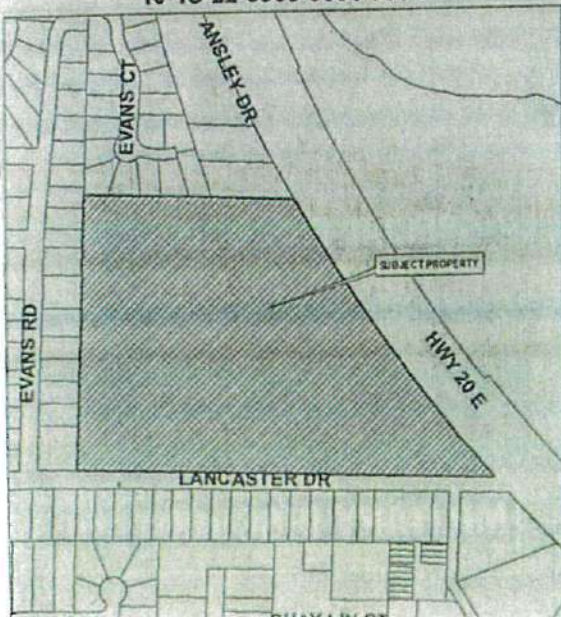 ANSLEY DR
EVANS CT
SUBJECT PROPERTY
EVANS RD
HWY 20 E
LANCASTER DR